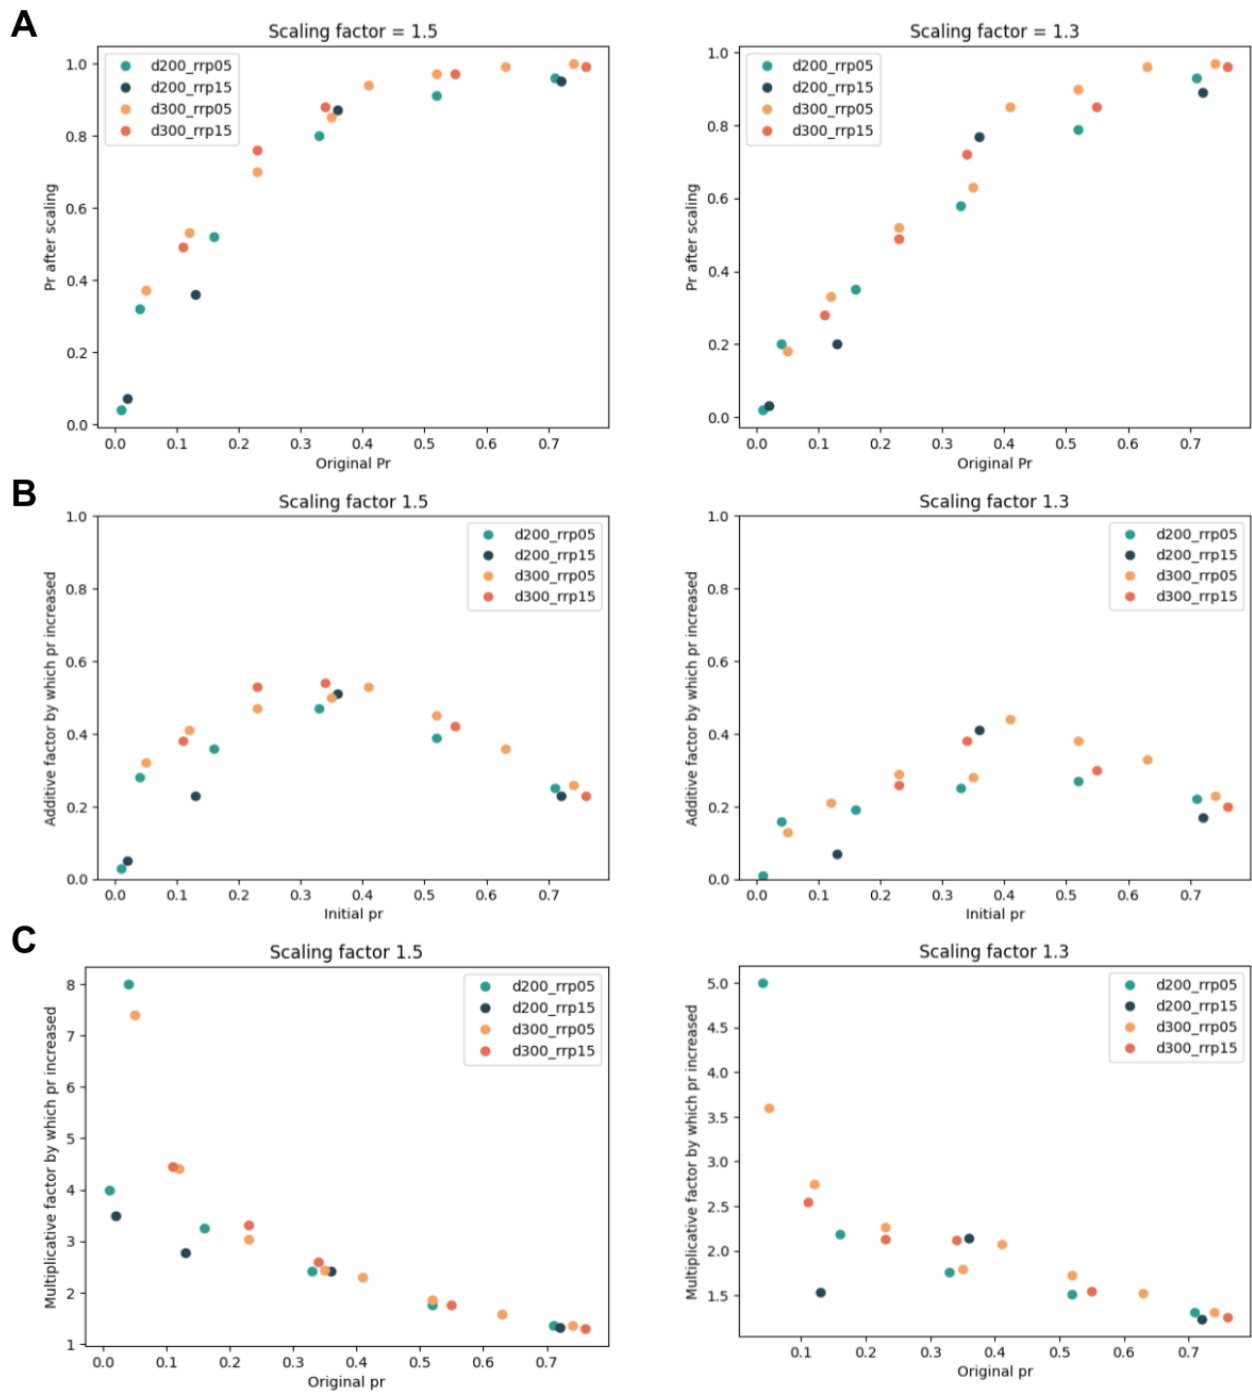 A
Scaling factor = 1.5
d200_rrp05
d200_rrp15
d300_rrp05
d300_rrp15
1.0
0.8
0.6
0.4
0.2
0.0
Pr after scaling
0.0 0.1 0.2 0.3 0.4 0.5 0.6 0.7
Original Pr
Scaling factor = 1.3
d200_rrp05
d200_rrp15
d300_rrp05
d300_rrp15
1.0
0.8
0.6
0.4
0.2
0.0
Pr after scaling
0.0 0.1 0.2 0.3 0.4 0.5 0.6 0.7
Original Pr
B
Scaling factor 1.5
d200_rrp05
d200_rrp15
d300_rrp05
d300_rrp15
1.0
0.8
0.6
0.4
0.2
0.0
Additive factor by which pr increased
0.0 0.1 0.2 0.3 0.4 0.5 0.6 0.7
Initial pr
Scaling factor 1.3
d200_rrp05
d200_rrp15
d300_rrp05
d300_rrp15
1.0
0.8
0.6
0.4
0.2
0.0
Additive factor by which pr increased
0.0 0.1 0.2 0.3 0.4 0.5 0.6 0.7
Initial pr
C
Scaling factor 1.5
d200_rrp05
d200_rrp15
d300_rrp05
d300_rrp15
8
7
6
5
4
3
2
1
Multiplicative factor by which pr increased
0.0 0.1 0.2 0.3 0.4 0.5 0.6 0.7
Original pr
Scaling factor 1.3
d200_rrp05
d200_rrp15
d300_rrp05
d300_rrp15
5.0
4.5
4.0
3.5
3.0
2.5
2.0
1.5
Multiplicative factor by which pr increased
0.1 0.2 0.3 0.4 0.5 0.6 0.7
Original pr